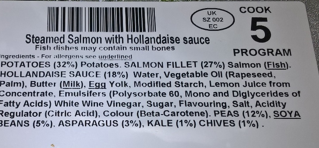 UK
SZ 002
EC
COOK
5
PROGRAM
Steamed Salmon with Hollandaise sauce
Fish dishes may contain small bones
Ingredients - For allergens see underlined
POTATOES (32%) Potatoes. SALMON FILLET (27%) Salmon (Fish).
HOLLANDAISE SAUCE (18%) Water, Vegetable Oil (Rapeseed,
Palm), Butter (Milk), Egg Yolk, Modified Starch, Lemon Juice from
Concentrate, Emulsifiers (Polysorbate 60, Mono and Diglycerides of
Fatty Acids) White Wine Vinegar, Sugar, Flavouring, Salt, Acidity
Regulator (Citric Acid), Colour (Beta-Carotene). PEAS (12%), SOYA
BEANS (5%), ASPARAGUS (3%), KALE (1%) CHIVES (1%) .